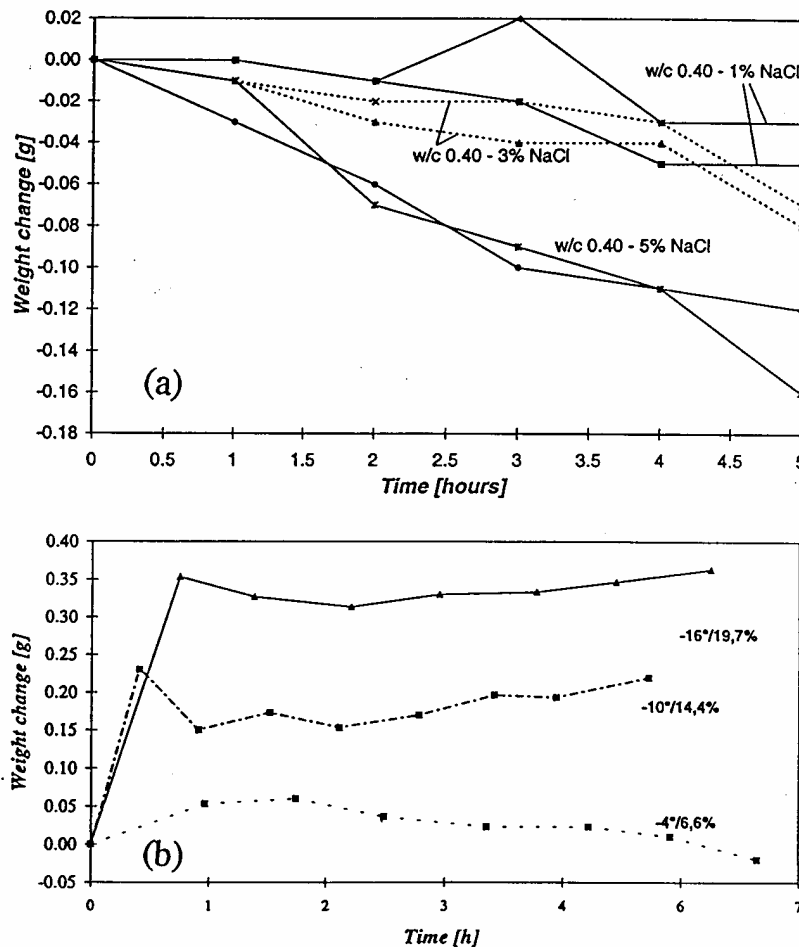 0.02
0.00
-0.02
-0.04
-0.06
-0.08
-0.10
-0.12
-0.14
-0.16
-0.18
Weight change [g]
w/c 0.40 - 1% NaCl
w/c 0.40 - 3% NaCl
w/c 0.40 - 5% NaCl
(a)
0 0.5 1 1.5 2 2.5 3 3.5 4 4.5 5
Time [hours]
0.40
0.35
0.30
0.25
0.20
0.15
0.10
0.05
0.00
-0.05
Weight change [g]
-16°/19,7%
-10°/14,4%
-4°/6,6%
(b)
0 1 2 3 4 5 6 7
Time [h]